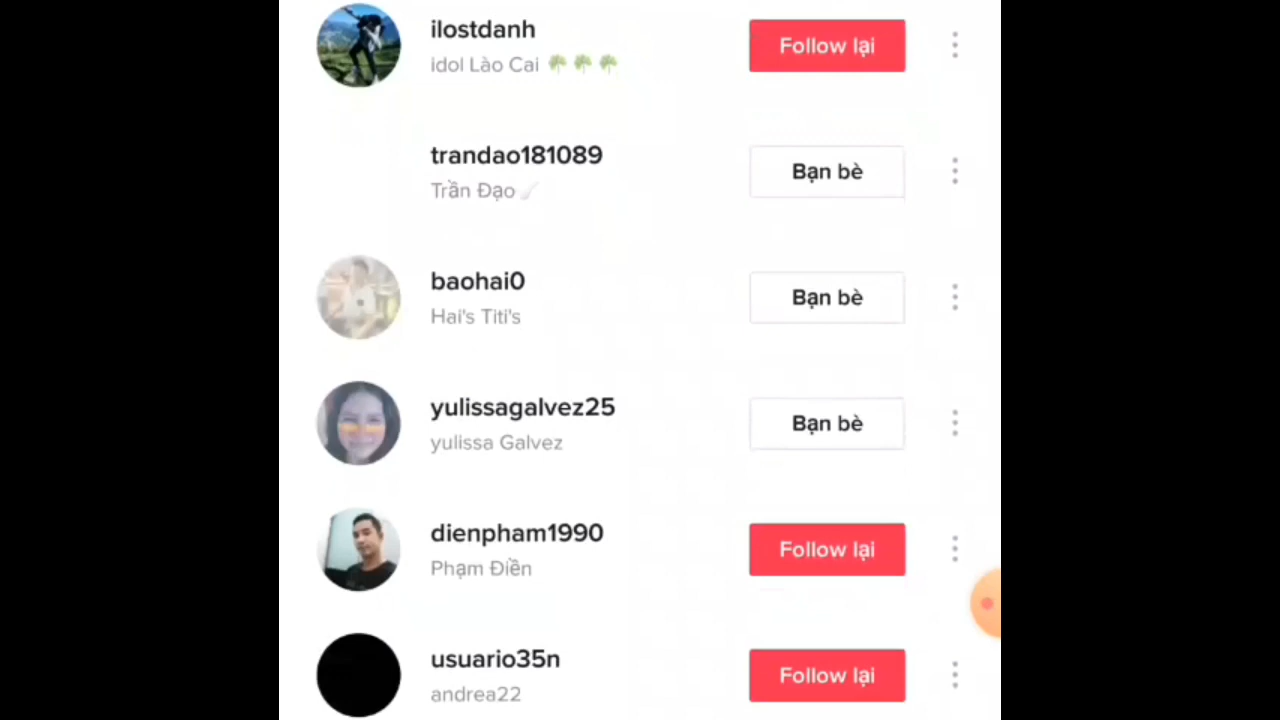 ilostdanh
idol Lào Cai 🌴🌴🌴
Follow lại
trandao181089
Trần Đạo
Bạn bè
baohai0
Hai's Titi's
Bạn bè
yulissagalvez25
yulissa Galvez
Bạn bè
dienpham1990
Phạm Điền
Follow lại
usuario35n
andrea22
Follow lại